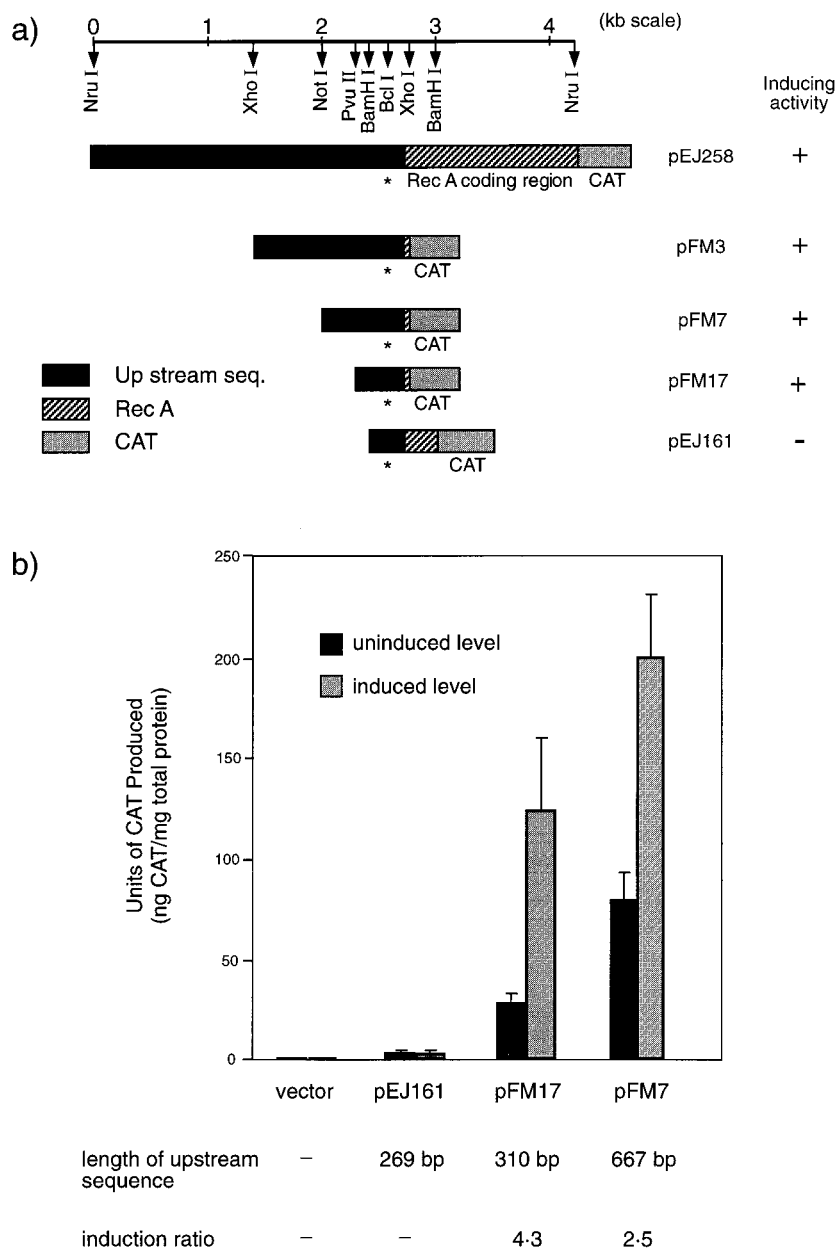 a)
0 1 2 3 4 (kb scale)
Nru I
Xho I
Not I
Pvu II
BamH I
Bcl I
Xho I
BamH I
Nru I
Inducing
activity
pEJ258 +
* Rec A coding region CAT
pFM3 +
* CAT
pFM7 +
* CAT
Up stream seq.
pFM17 +
* CAT
Rec A
CAT
pEJ161 -
* CAT
b)
250
200
150
100
50
0
Units of CAT Produced
(ng CAT/mg total protein)
uninduced level
induced level
vector pEJ161 pFM17 pFM7
length of upstream – 269 bp 310 bp 667 bp
sequence
induction ratio – – 4·3 2·5